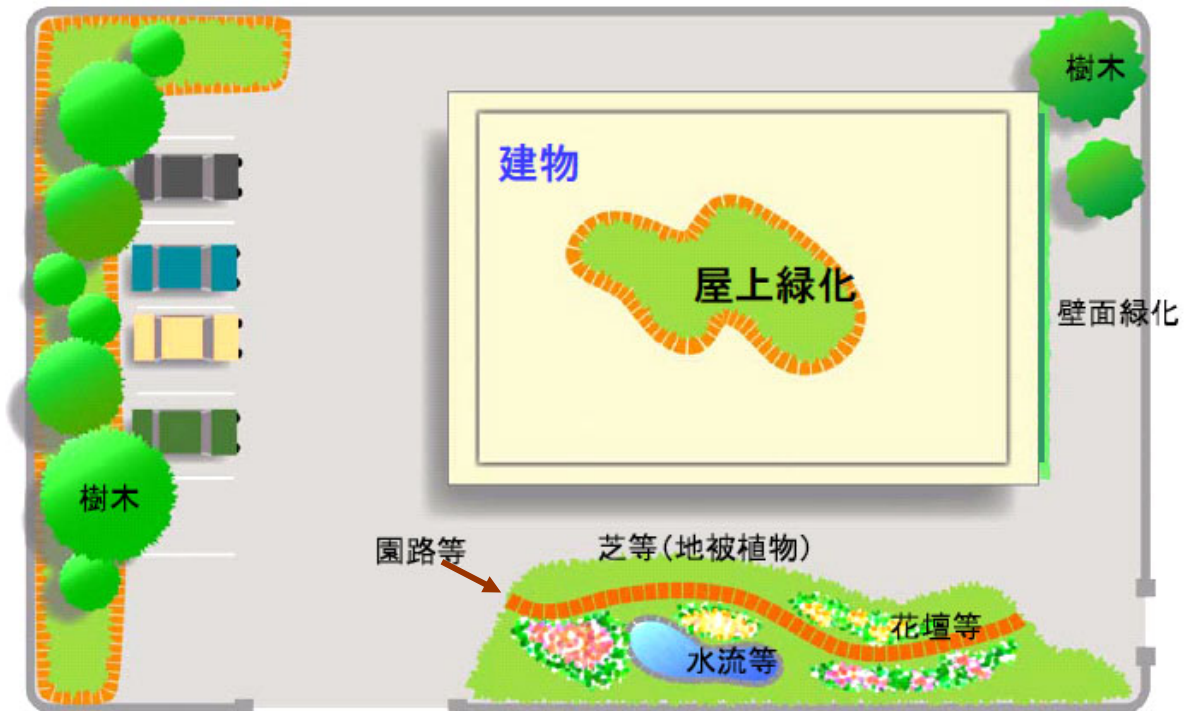 樹木
建物
屋上緑化
壁面緑化
樹木
園路等
芝等(地被植物)
花壇等
水流等